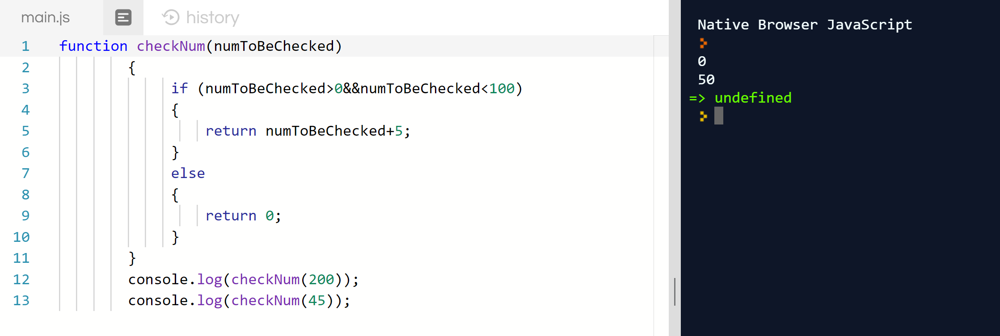 main.js
history
1 function checkNum(numToBeChecked)
2 {
3 if (numToBeChecked>0&&numToBeChecked<100)
4 {
5 return numToBeChecked+5;
6 }
7 else
8 {
9 return 0;
10 }
11 }
12 console.log(checkNum(200));
13 console.log(checkNum(45));
Native Browser JavaScript
0
50
=> undefined